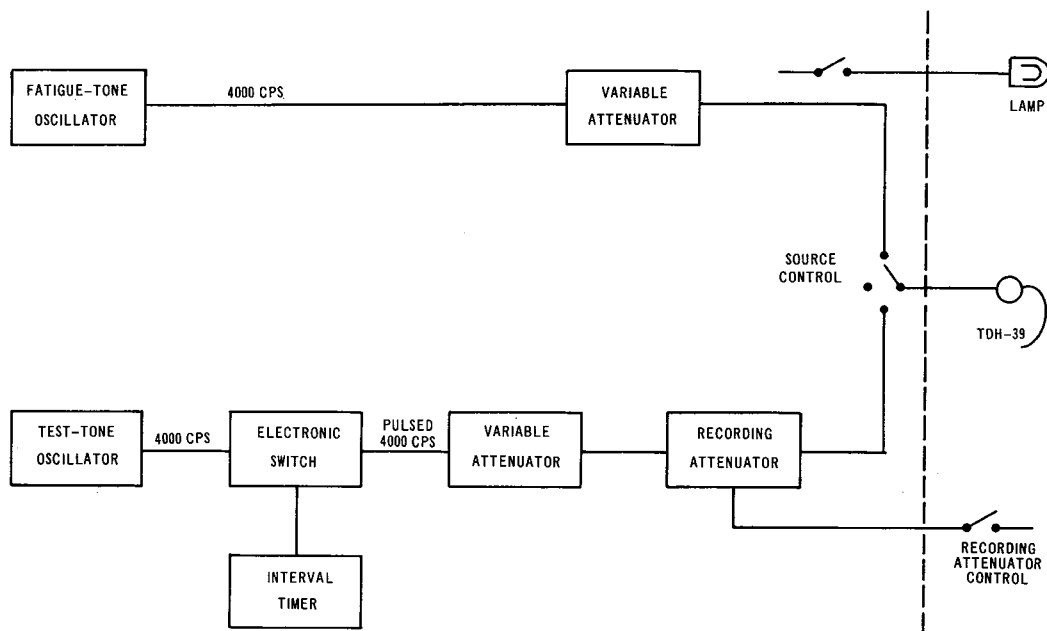 FATIGUE-TONE
OSCILLATOR
4000 CPS
VARIABLE
ATTENUATOR
LAMP
SOURCE
CONTROL
TDH-39
TEST-TONE
OSCILLATOR
4000 CPS
ELECTRONIC
SWITCH
PULSED
4000 CPS
VARIABLE
ATTENUATOR
RECORDING
ATTENUATOR
INTERVAL
TIMER
RECORDING
ATTENUATOR
CONTROL